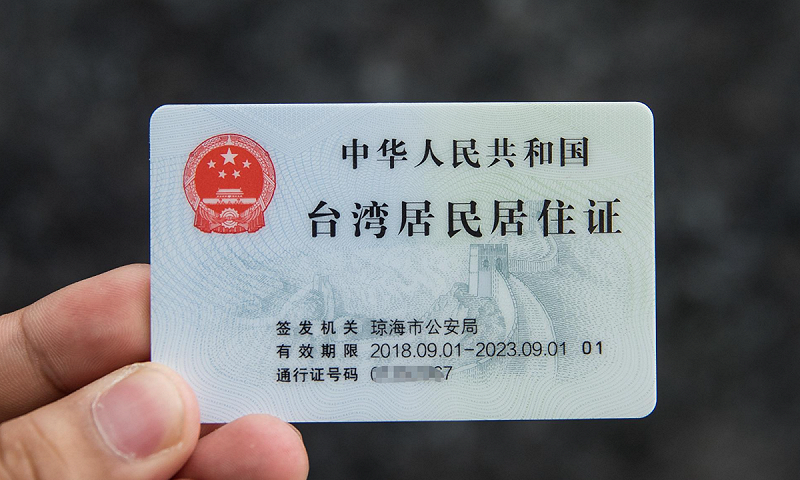 中华人民共和国
台湾居民居住证
签发机关 琼海市公安局
有效期限 2018.09.01-2023.09.01 01
通行证号码